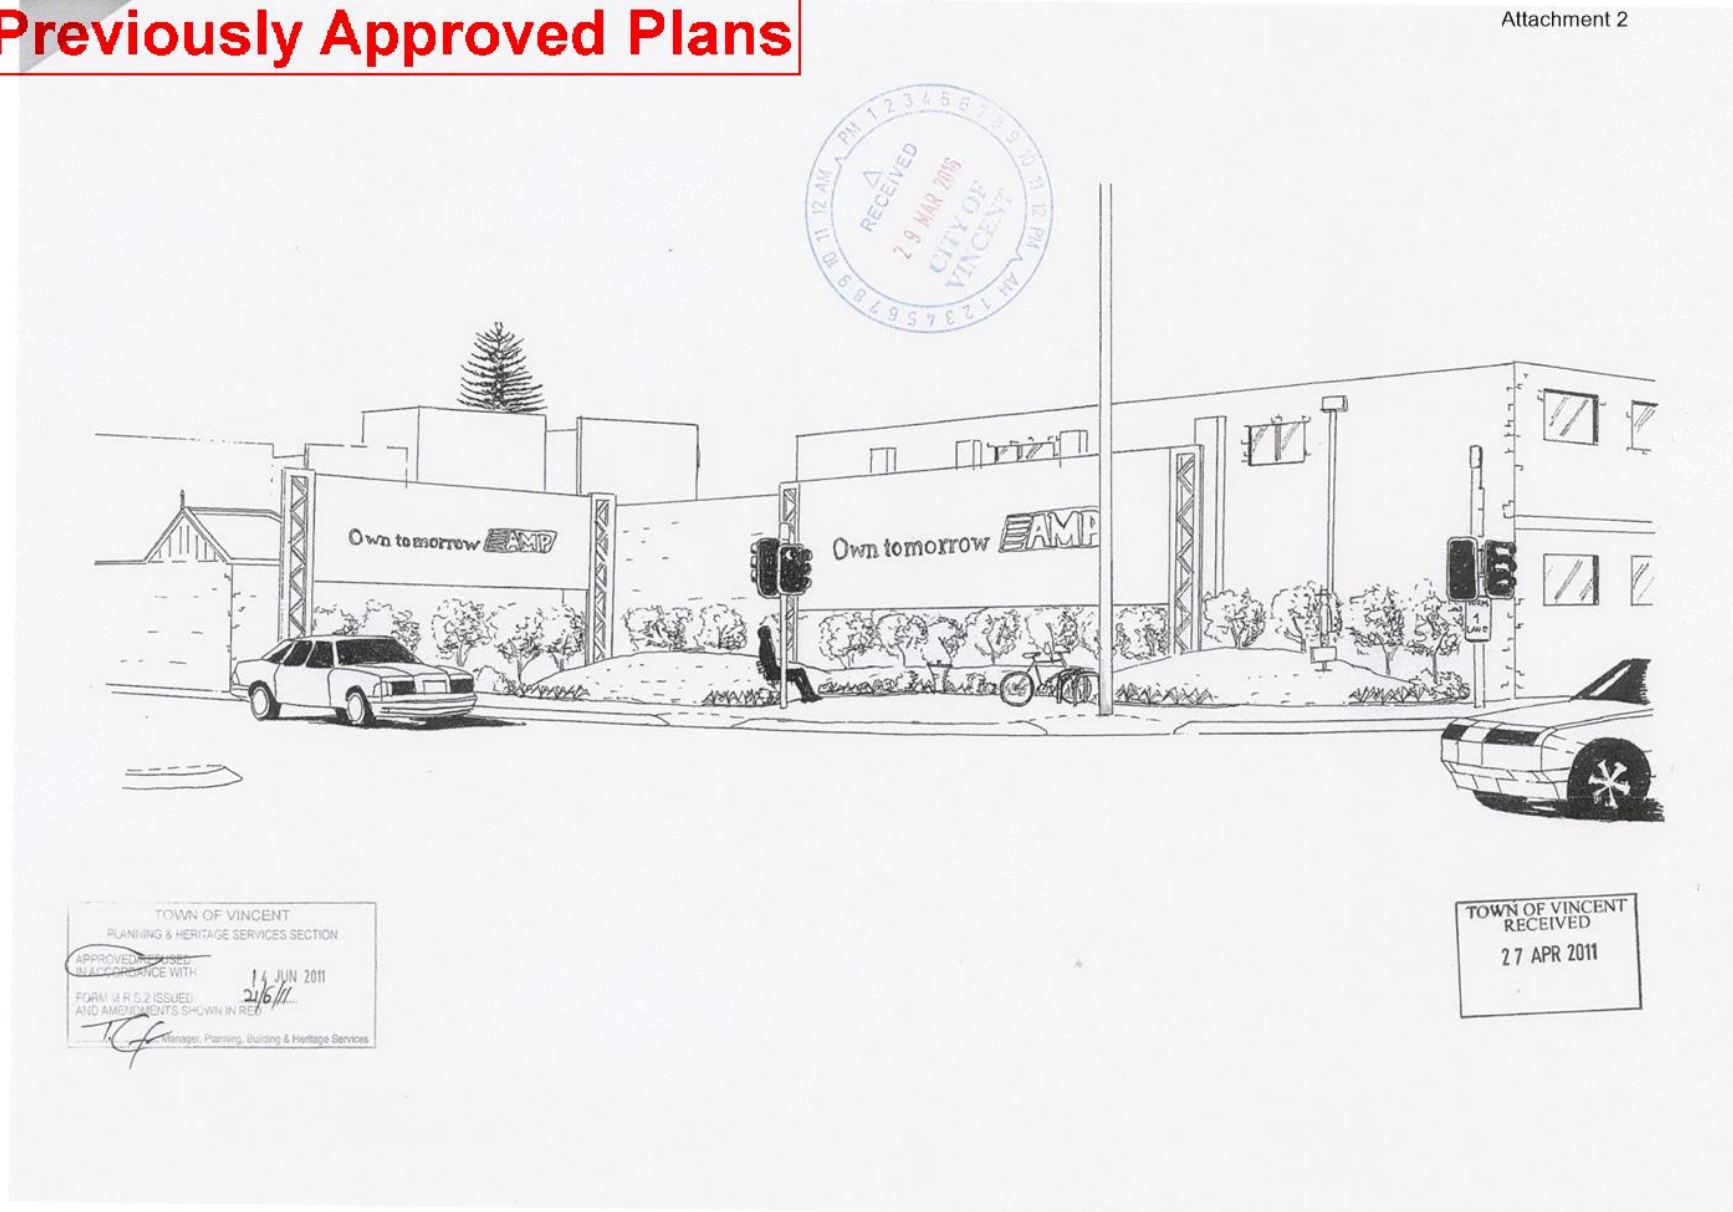 Previously Approved Plans
Attachment 2
PM 1 2 3 4 5 6 7 8 9 10 11 12 PM
AM 1 2 3 4 5 6 7 8 9 10 11 12 AM
RECEIVED
29 MAR 2016
CITY OF
VINCENT
Own tomorrow AMP
Own tomorrow AMP
TURN
1
LANE
TOWN OF VINCENT
PLANNING & HERITAGE SERVICES SECTION
APPROVED/REFUSED
IN ACCORDANCE WITH
14 JUN 2011
FORM M.R.S.2 ISSUED 21/6/11
AND AMENDMENTS SHOWN IN RED
Manager, Planning, Building & Heritage Services
TOWN OF VINCENT
RECEIVED
27 APR 2011